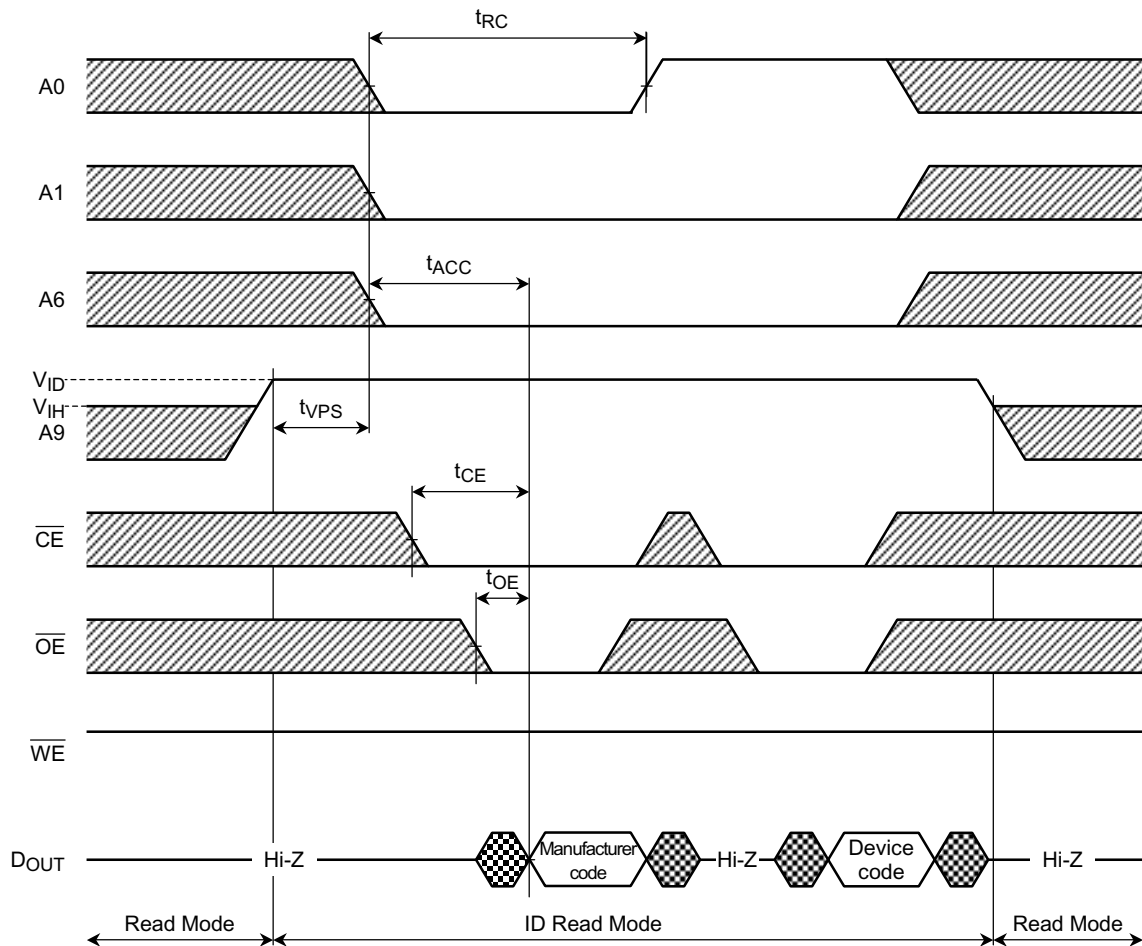 tRC
A0
A1
tACC
A6
VID
VIH
tVPS
A9
tCE
CE
tOE
OE
WE
DOUT
Hi-Z
Manufacturer
code
Hi-Z
Device
code
Hi-Z
Read Mode
ID Read Mode
Read Mode